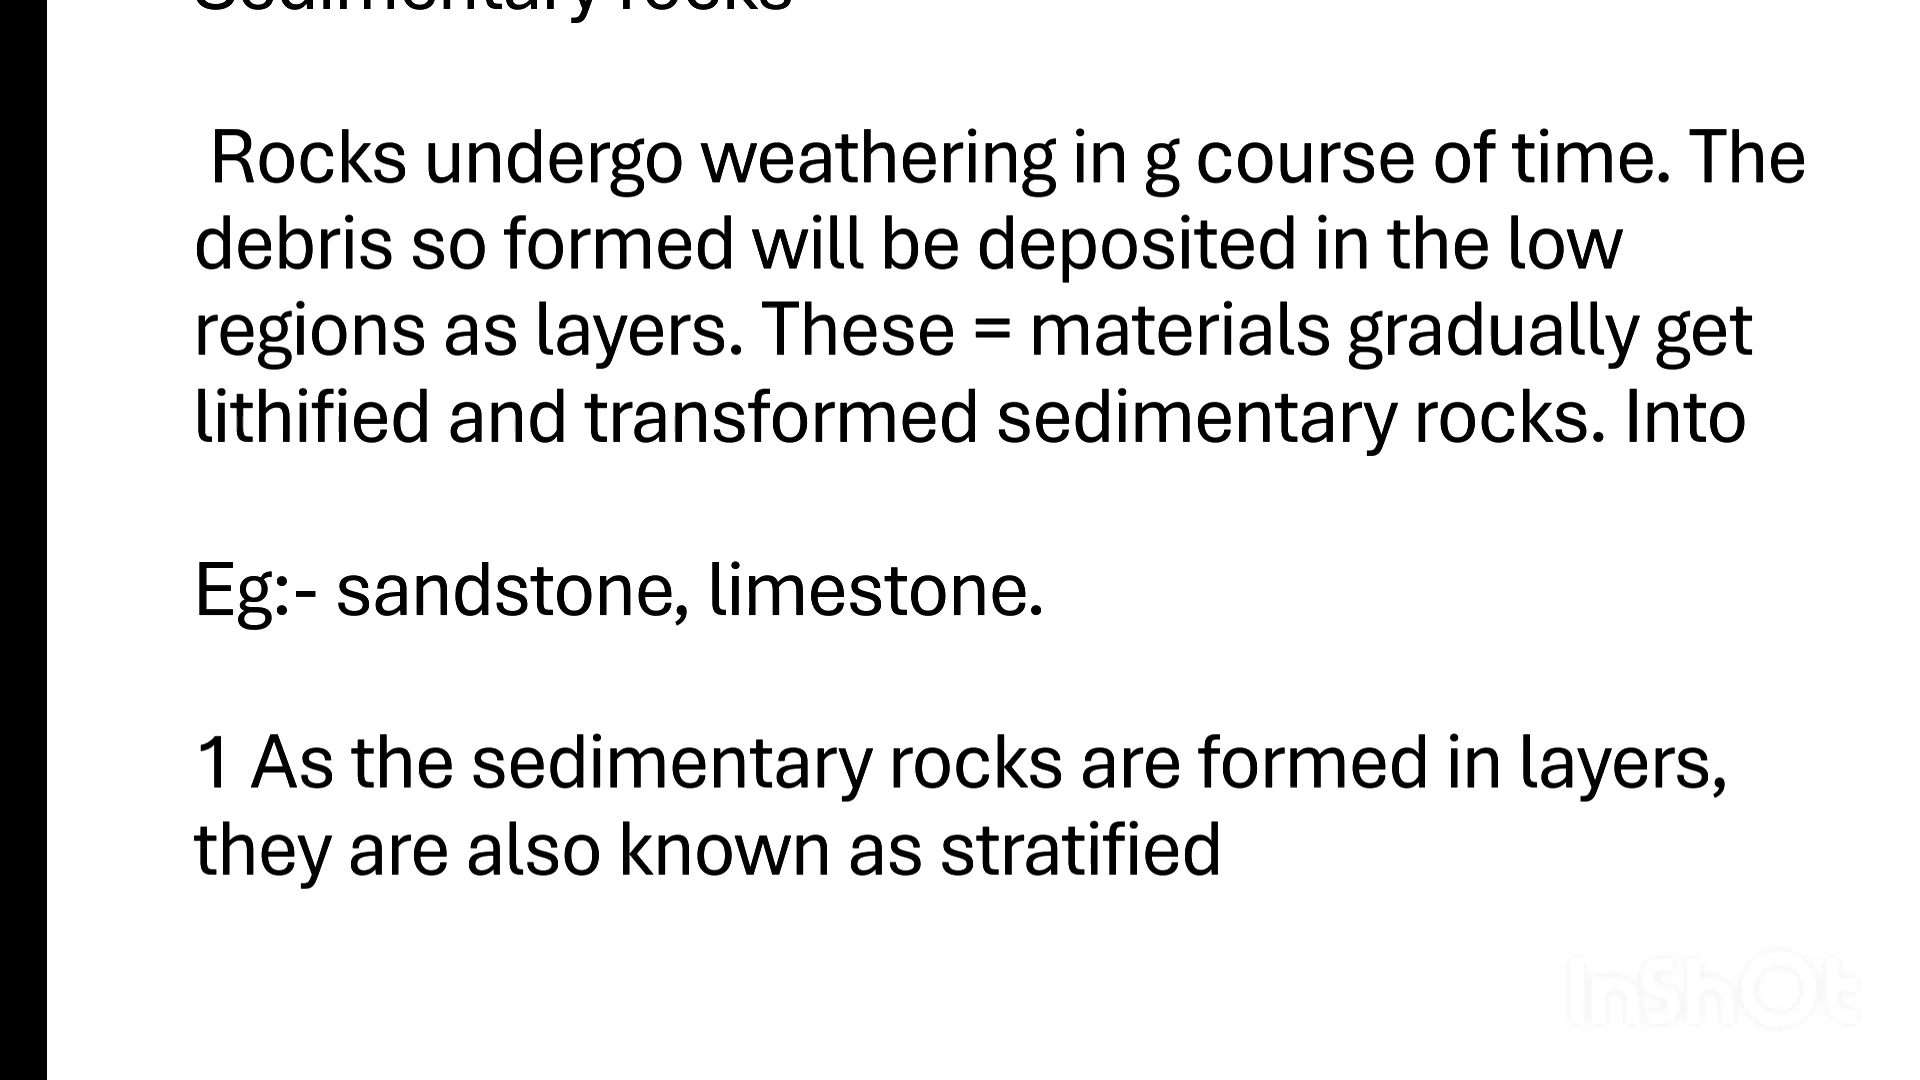 Sedimentary rocks
Rocks undergo weathering in g course of time. The
debris so formed will be deposited in the low
regions as layers. These = materials gradually get
lithified and transformed sedimentary rocks. Into
Eg:- sandstone, limestone.
1 As the sedimentary rocks are formed in layers,
they are also known as stratified
InShOt